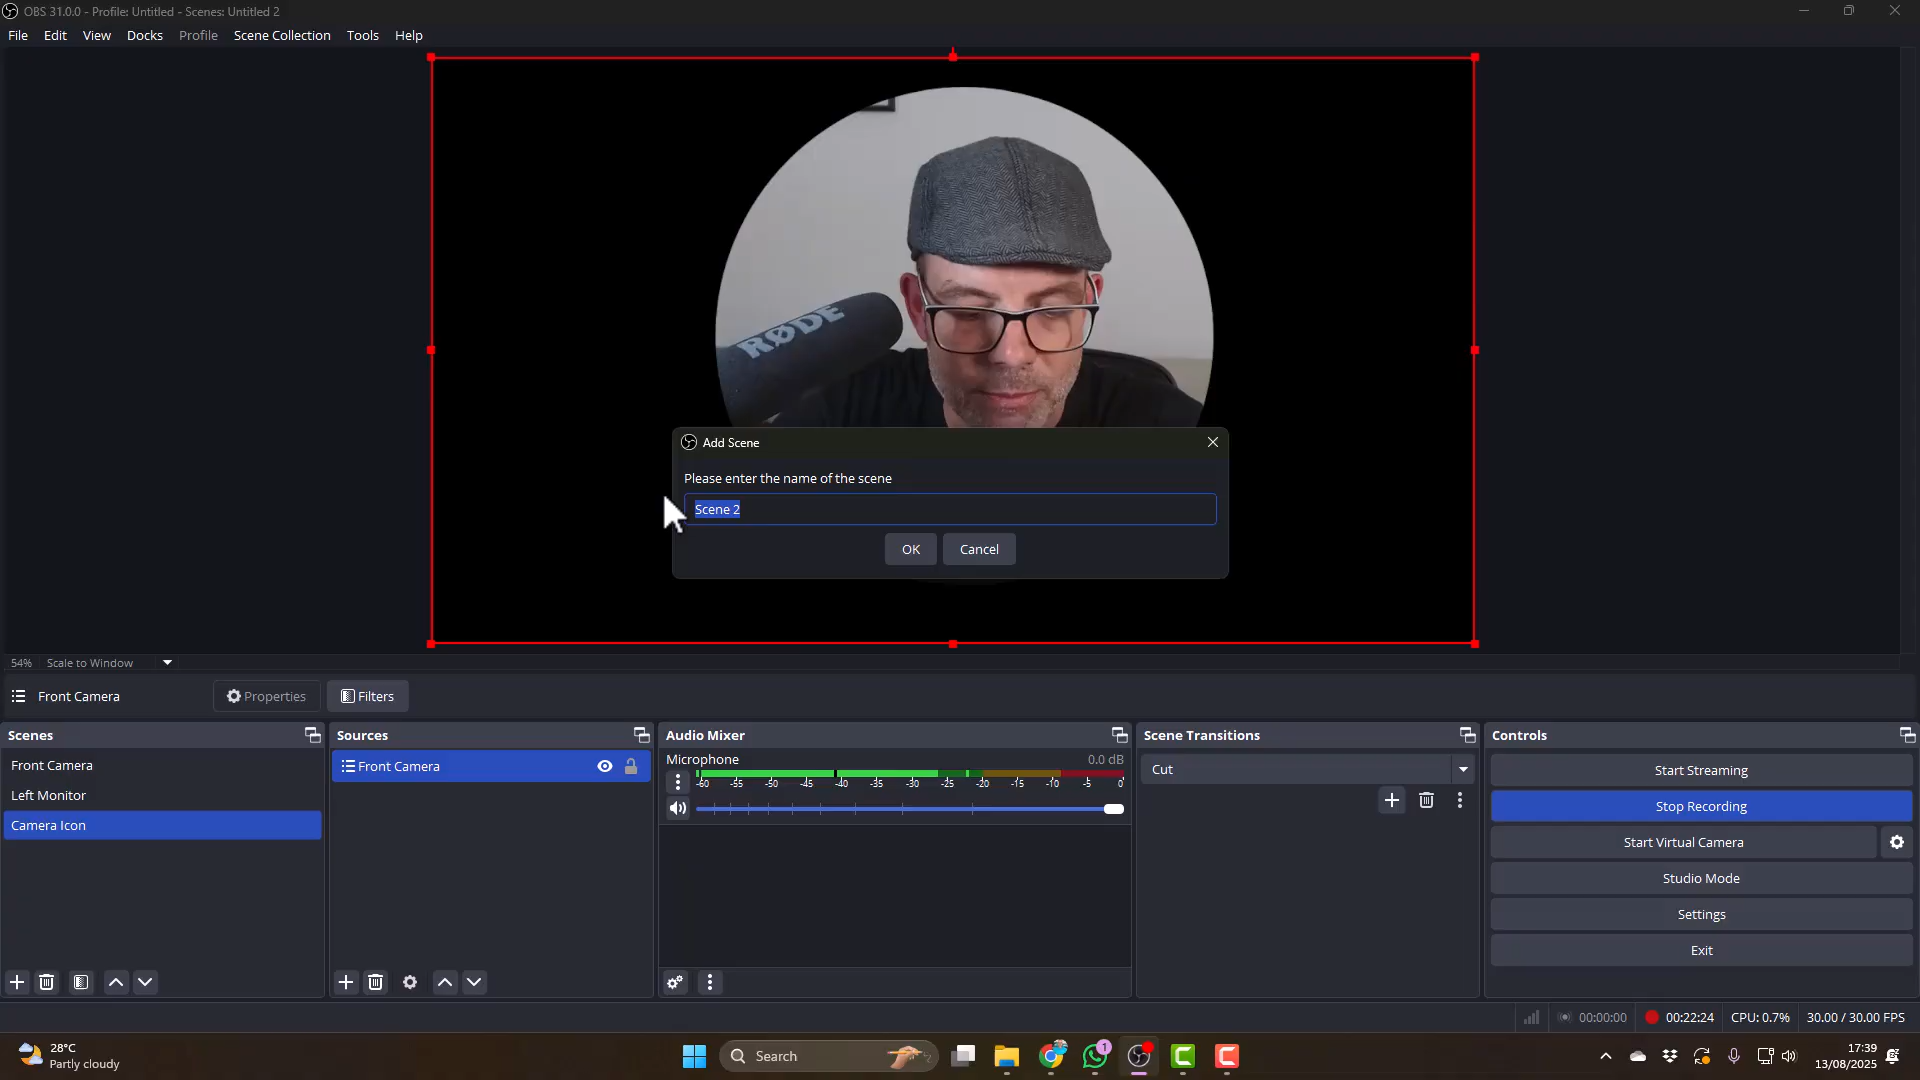 OBS 31.0.0 - Profile: Untitled - Scenes: Untitled 2
File Edit View Docks Profile Scene Collection Tools Help
RØDE
Add Scene
Please enter the name of the scene
Scene 2
OK Cancel
54% Scale to Window
Front Camera Properties Filters
Scenes
Front Camera
Left Monitor
Camera Icon
Sources
Front Camera
Audio Mixer
Microphone 0.0 dB
-60 -55 -50 -45 -40 -35 -30 -25 -20 -15 -10 -5 0
Scene Transitions
Cut
Controls
Start Streaming
Stop Recording
Start Virtual Camera
Studio Mode
Settings
Exit
00:00:00 00:22:24 CPU: 0.7% 30.00 / 30.00 FPS
28°C
Partly cloudy
Search
1
17:39
13/08/2025